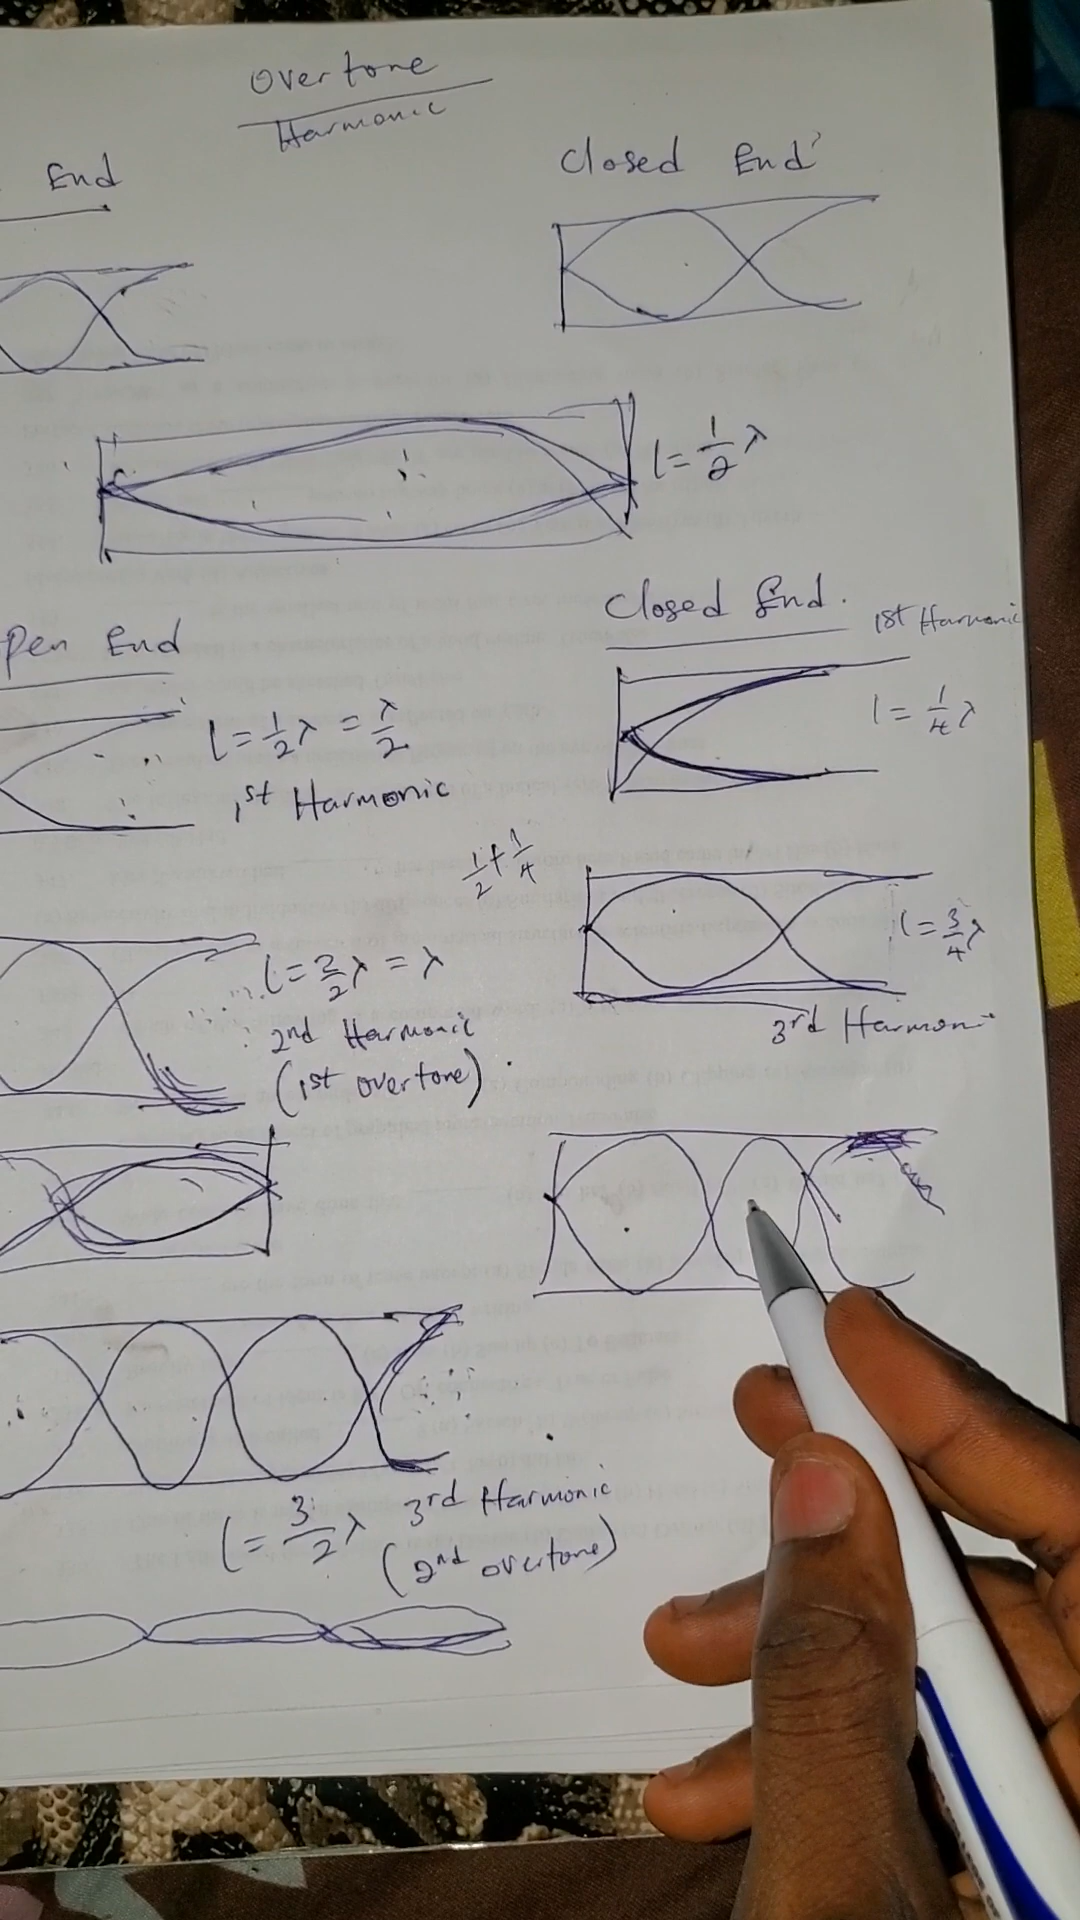 Overtone
Harmonic
End
Closed End
l = 1/2 λ
Closed End.
1st Harmonic
pen End
l = 1/2 λ = λ/2
1st Harmonic
l = 1/4 λ
1/2 + 1/4
l = 3/4 λ
3rd Harmoni
l = 2/2 λ = λ
2nd Harmonic
(1st overtone).
l = 3/2 λ
3rd Harmonic
(2nd overtone)